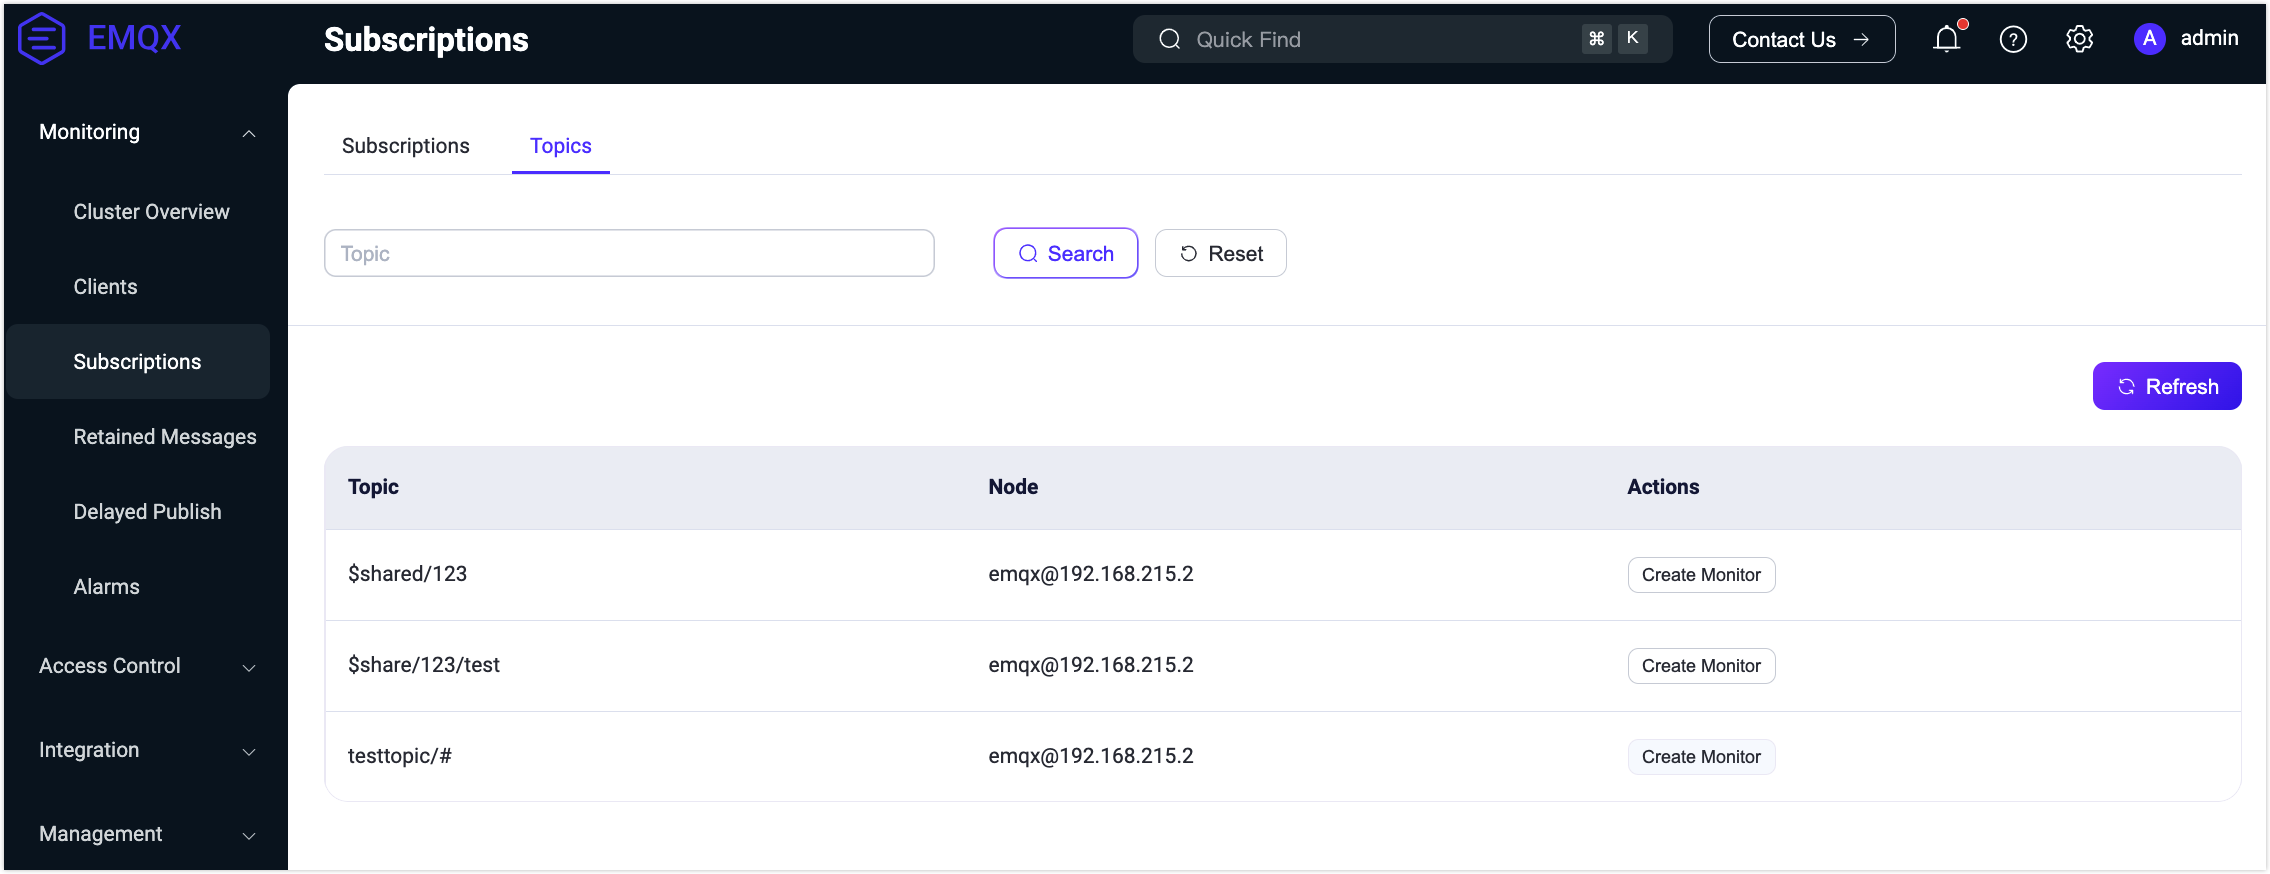 EMQX
Subscriptions
Quick Find
⌘ K
Contact Us →
A admin
Monitoring
Cluster Overview
Clients
Subscriptions
Retained Messages
Delayed Publish
Alarms
Access Control
Integration
Management
Subscriptions Topics
Topic
Search
Reset
Refresh
Topic Node Actions
$shared/123 emqx@192.168.215.2 Create Monitor
$share/123/test emqx@192.168.215.2 Create Monitor
testtopic/# emqx@192.168.215.2 Create Monitor